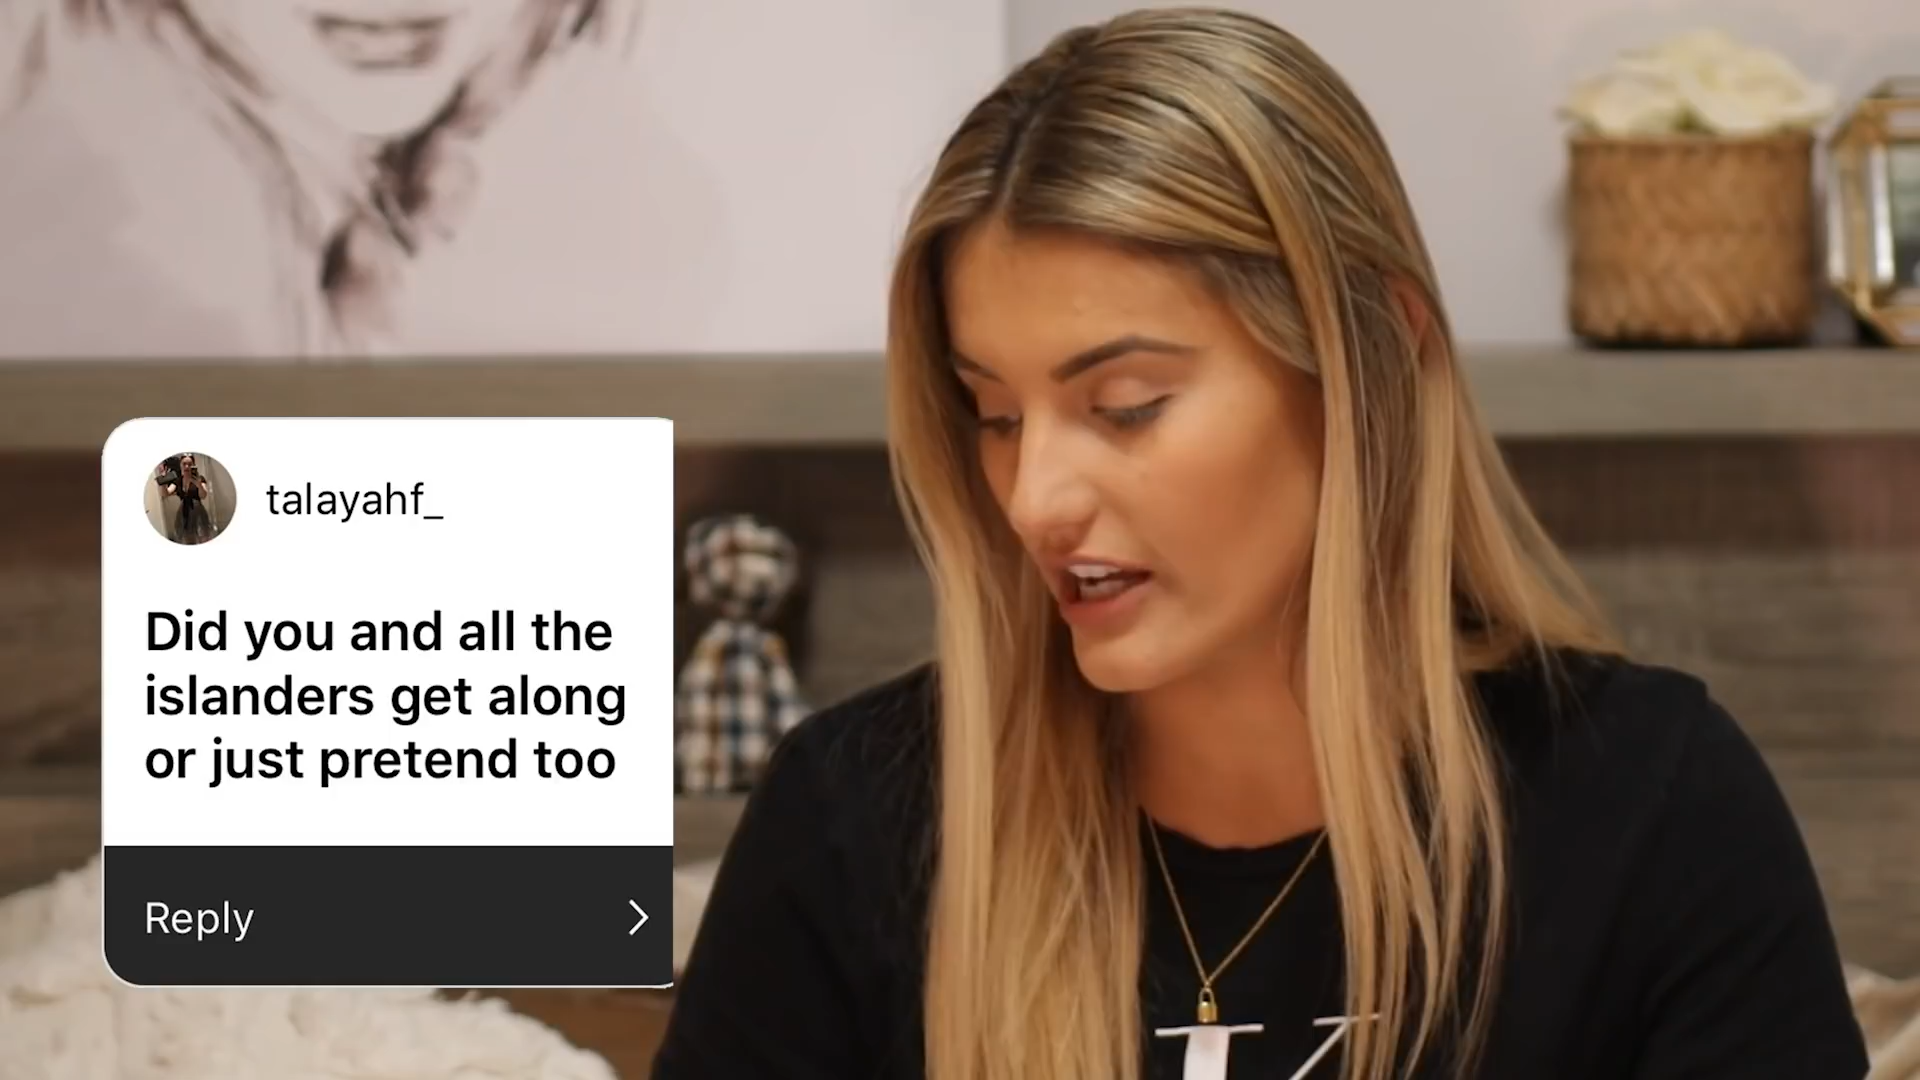 talayahf_
Did you and all the
islanders get along
or just pretend too
Reply